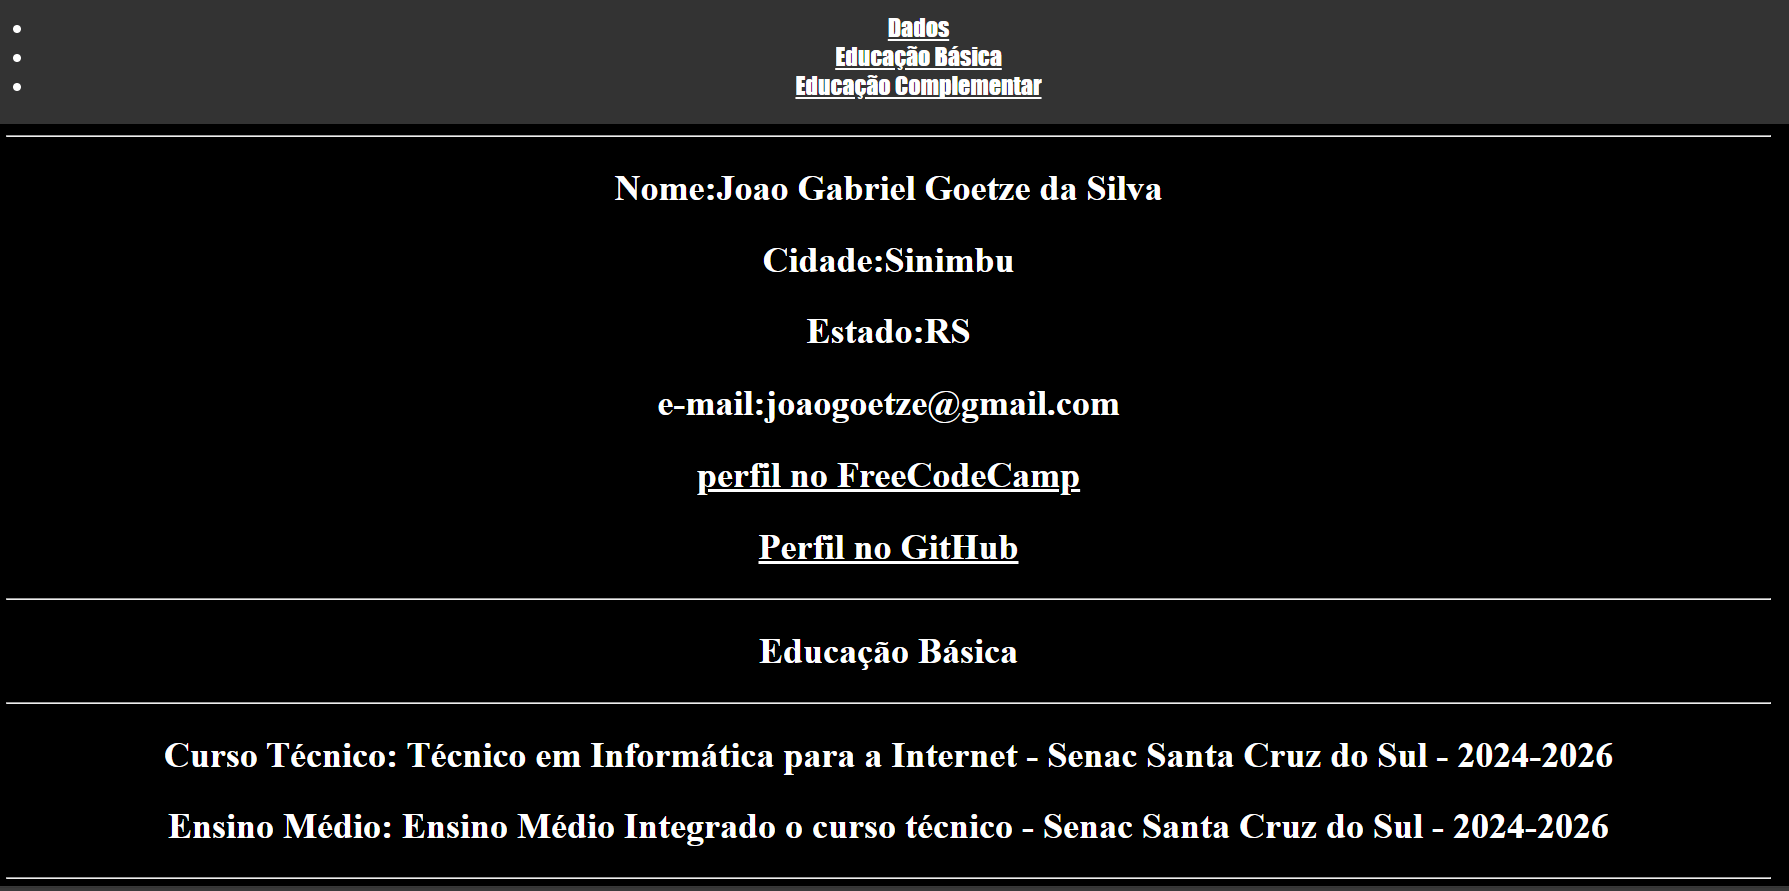 Dados
Educação Básica
Educação Complementar
Nome:Joao Gabriel Goetze da Silva
Cidade:Sinimbu
Estado:RS
e-mail:joaogoetze@gmail.com
perfil no FreeCodeCamp
Perfil no GitHub
Educação Básica
Curso Técnico: Técnico em Informática para a Internet - Senac Santa Cruz do Sul - 2024-2026
Ensino Médio: Ensino Médio Integrado o curso técnico - Senac Santa Cruz do Sul - 2024-2026